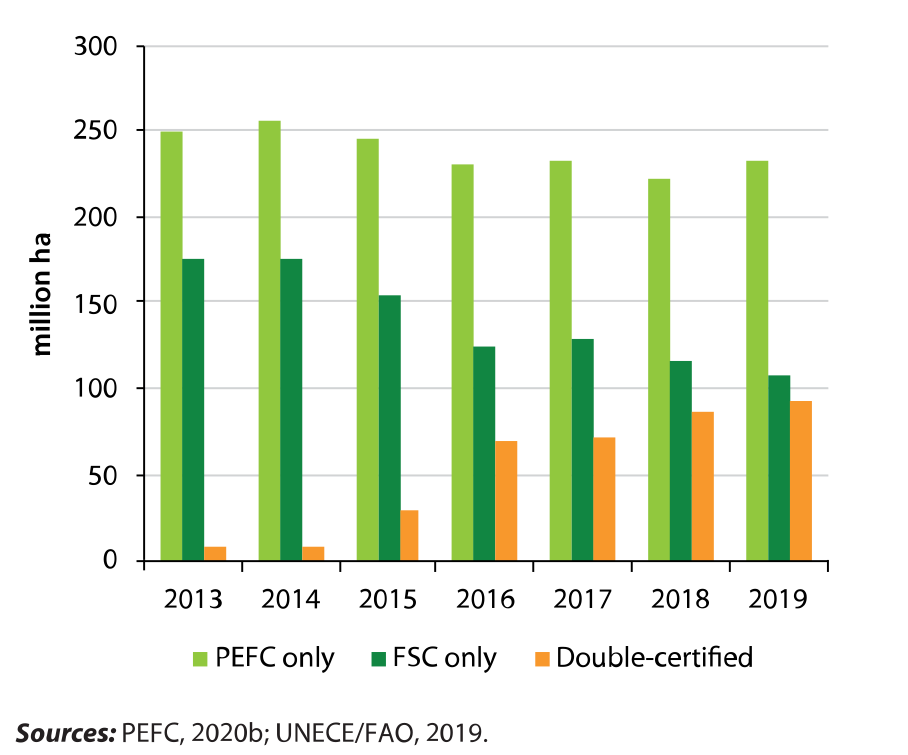 300
250
200
150
100
50
0
million ha
2013 2014 2015 2016 2017 2018 2019
PEFC only FSC only Double-certified
Sources: PEFC, 2020b; UNECE/FAO, 2019.